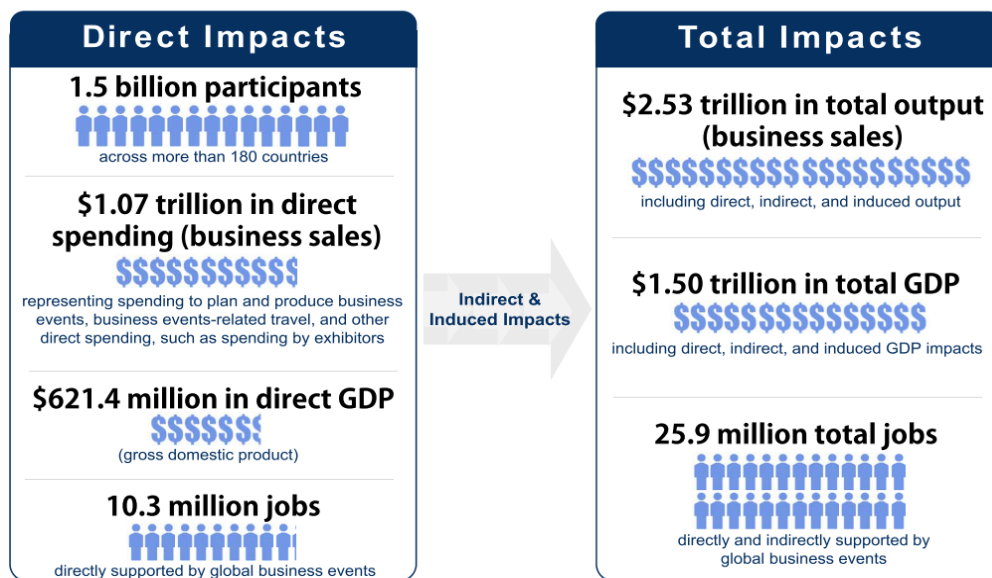 Direct Impacts
1.5 billion participants
across more than 180 countries
$1.07 trillion in direct
spending (business sales)
$$$$$$$$$$$
representing spending to plan and produce business
events, business events-related travel, and other
direct spending, such as spending by exhibitors
$621.4 million in direct GDP
$$$$$$$
(gross domestic product)
10.3 million jobs
directly supported by global business events
Indirect &
Induced Impacts
Total Impacts
$2.53 trillion in total output
(business sales)
$$$$$$$$$$$$$$$$$$$$
including direct, indirect, and induced output
$1.50 trillion in total GDP
$$$$$$$$$$$$$$$
including direct, indirect, and induced GDP impacts
25.9 million total jobs
directly and indirectly supported by
global business events